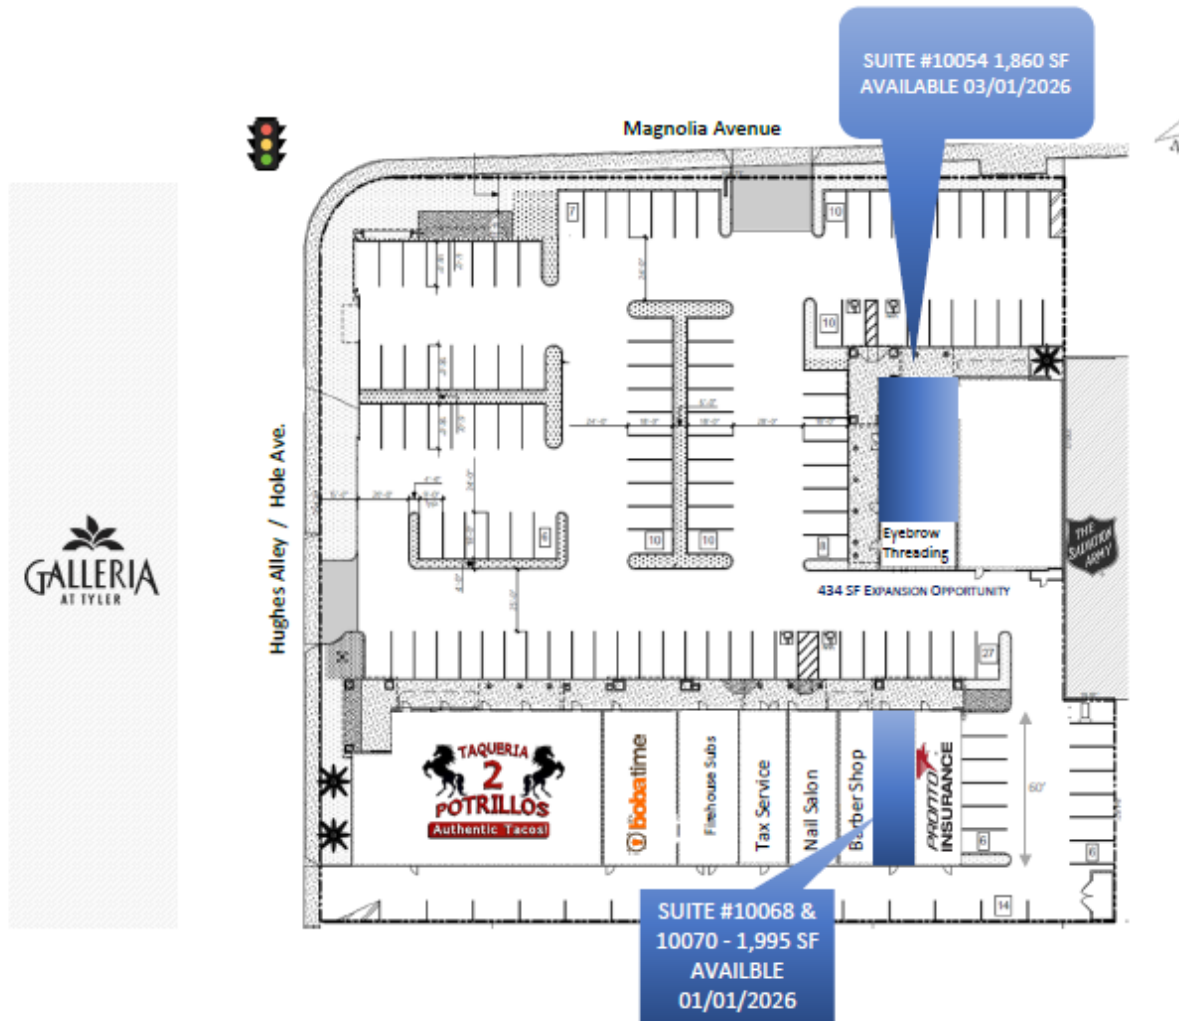 SUITE #10054 1,860 SF
AVAILABLE 03/01/2026
Magnolia Avenue
7
10
10
Hughes Alley / Hole Ave.
GALLERIA
AT TYLER
6
10
10
8
Eyebrow
Threading
THE
SALVATION
ARMY
434 SF EXPANSION OPPORTUNITY
27
TAQUERIA
2
POTRILLOS
Authentic Tacos!
bobatime
Firehouse Subs
Tax Service
Nail Salon
Barber Shop
PRONTO
INSURANCE
60'
6
6
14
SUITE #10068 &
10070 - 1,995 SF
AVAILBLE
01/01/2026